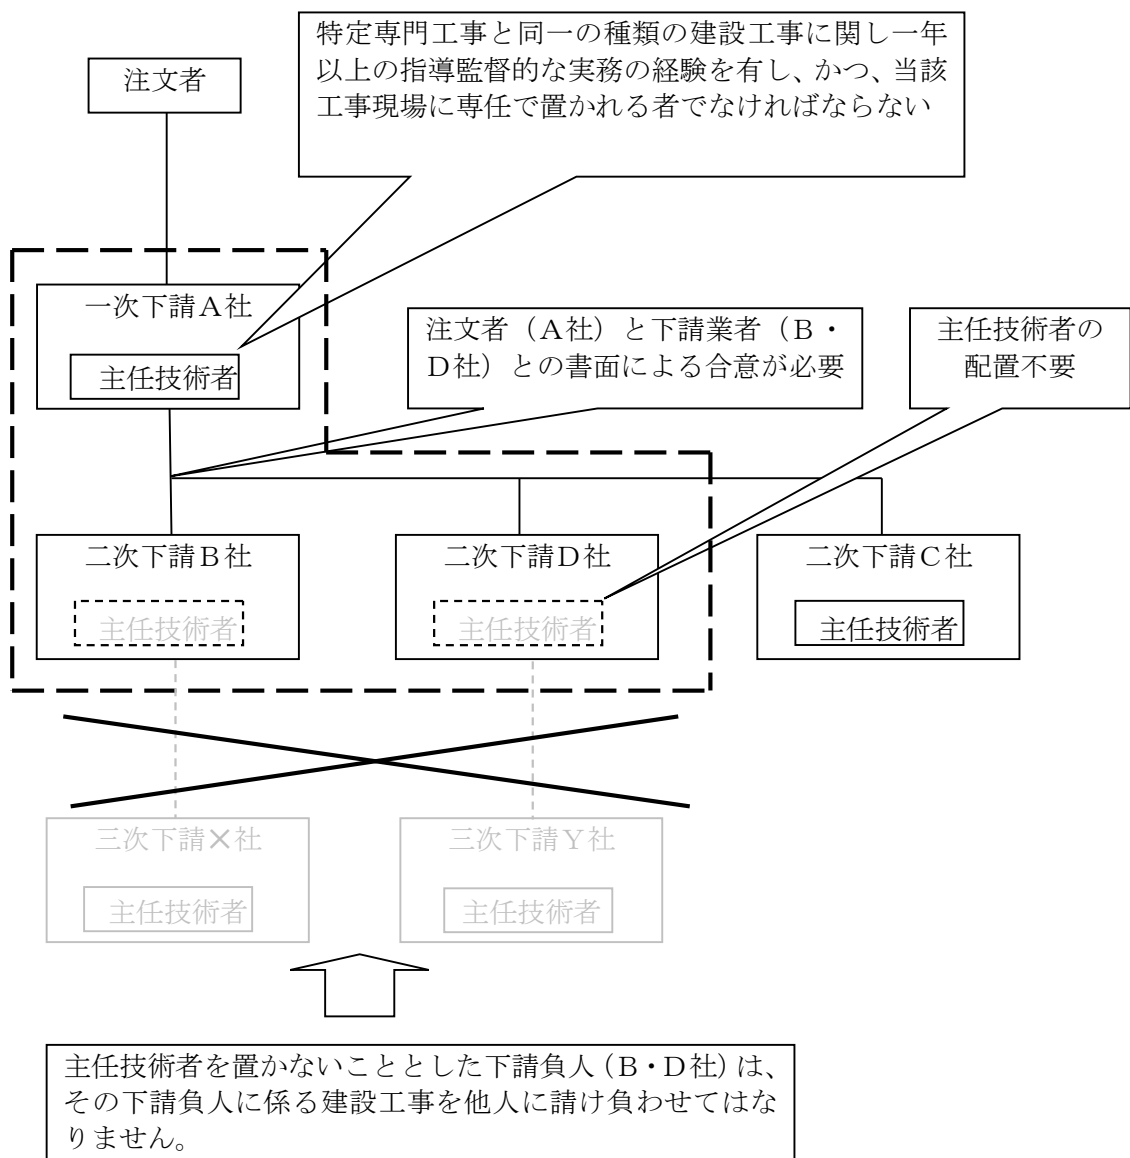 特定専門工事と同一の種類の建設工事に関し一年
以上の指導監督的な実務の経験を有し、かつ、当該
工事現場に専任で置かれる者でなければならない
注文者
一次下請A社
主任技術者
注文者（A社）と下請業者（B・
D社）との書面による合意が必要
主任技術者の
配置不要
二次下請B社
主任技術者
二次下請D社
主任技術者
二次下請C社
主任技術者
三次下請X社
主任技術者
三次下請Y社
主任技術者
主任技術者を置かないこととした下請負人（B・D社）は、
その下請負人に係る建設工事を他人に請け負わせてはな
りません。